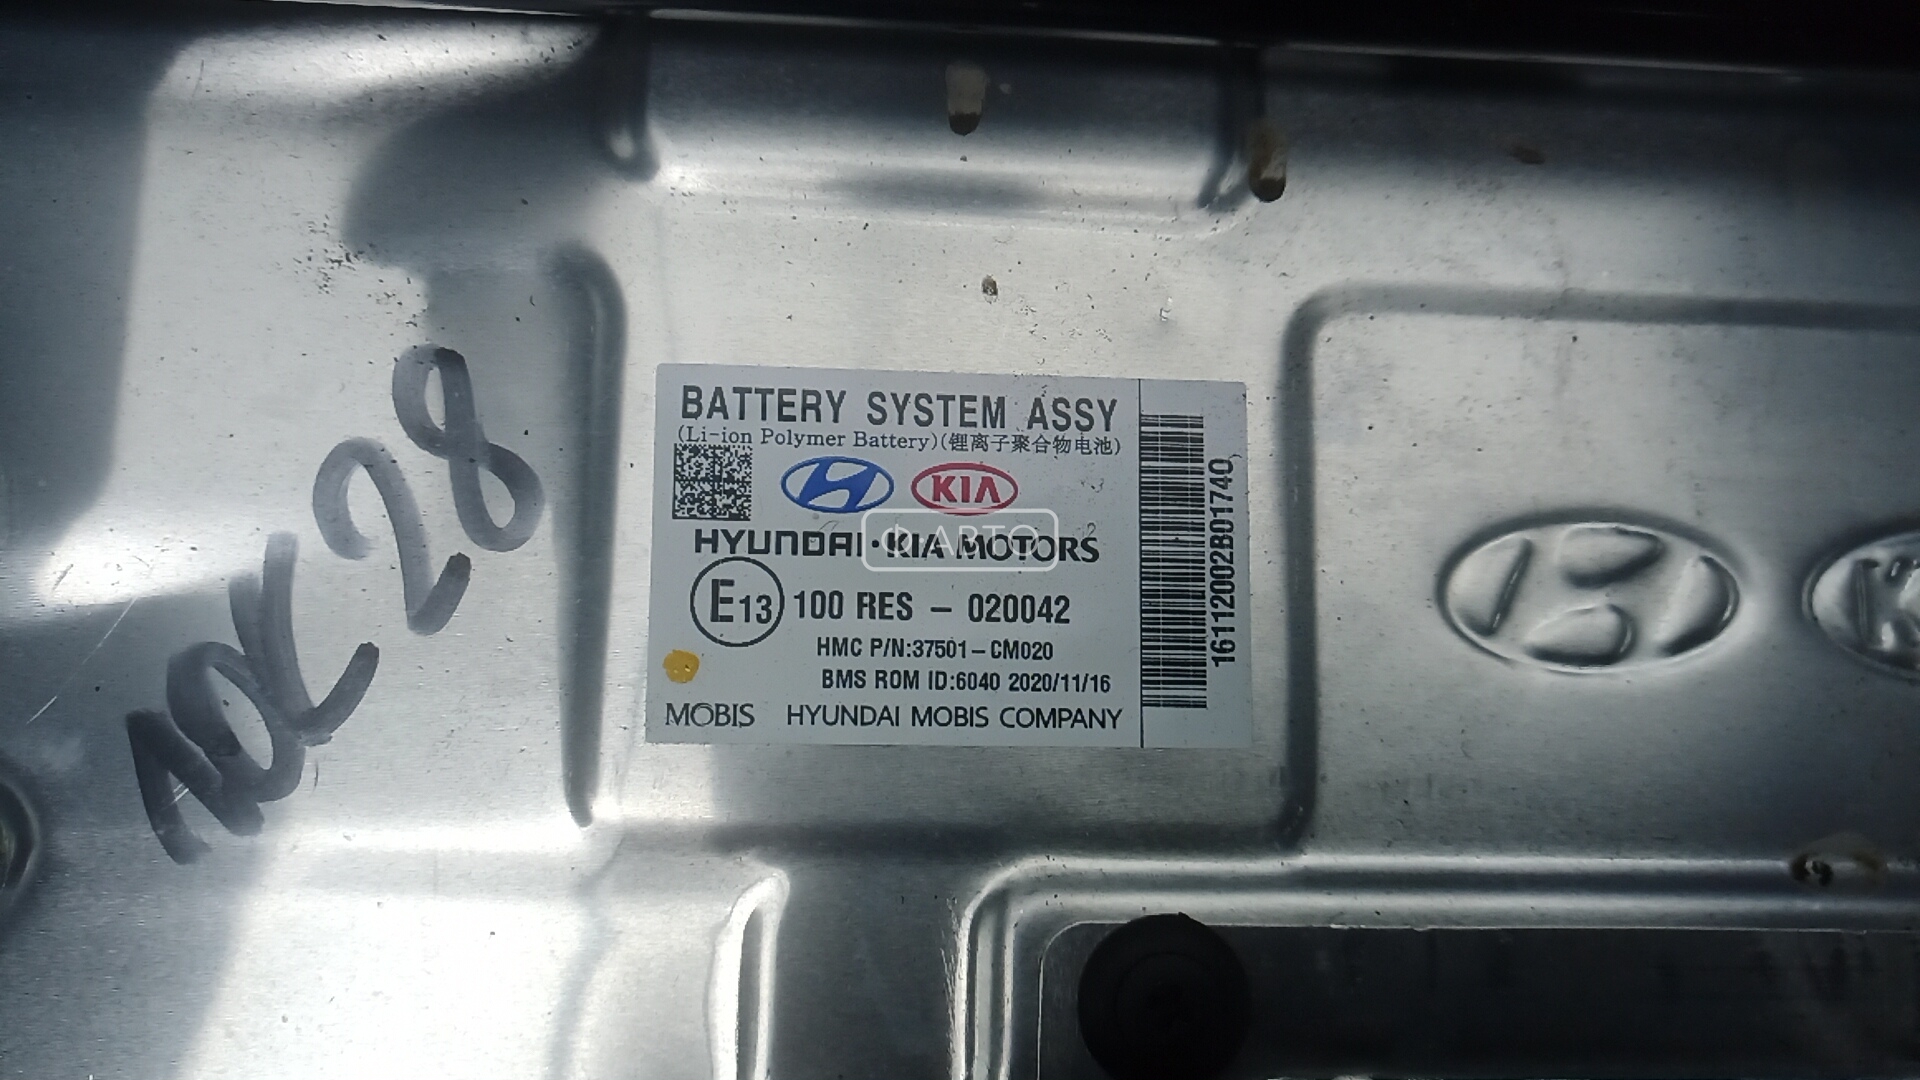 BATTERY SYSTEM ASSY
(Li-ion Polymer Battery)(锂离子聚合物电池)
KIA
HYUNDAI·KIA MOTORS
АВТО
E13 100 RES - 020042
HMC P/N:37501-CM020
BMS ROM ID:6040 2020/11/16
MOBIS HYUNDAI MOBIS COMPANY
16112002B01740
28